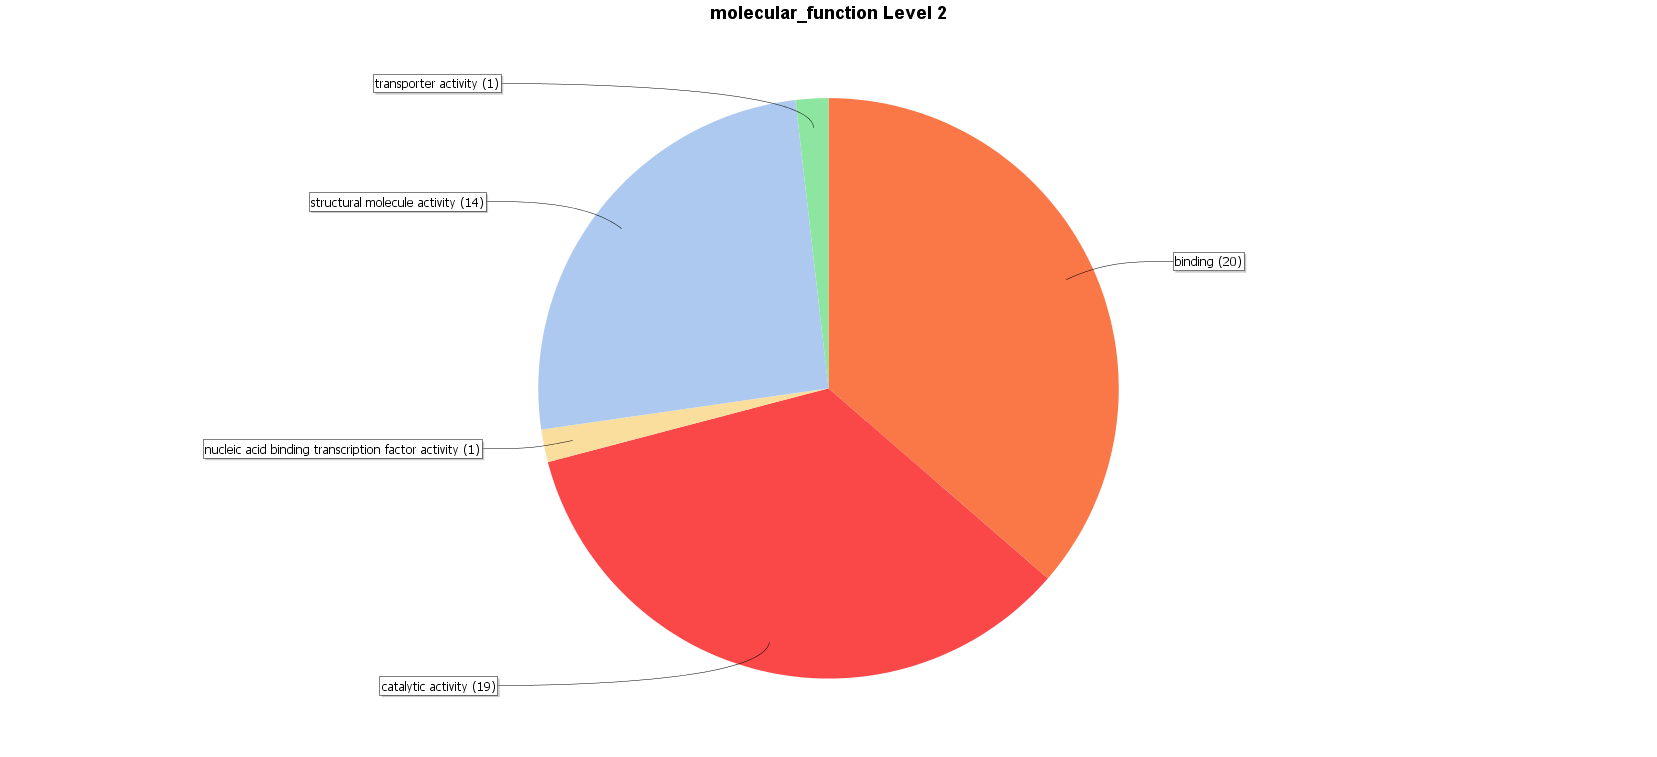 molecular_function Level 2
transporter activity (1)
structural molecule activity (14)
binding (20)
nucleic acid binding transcription factor activity (1)
catalytic activity (19)